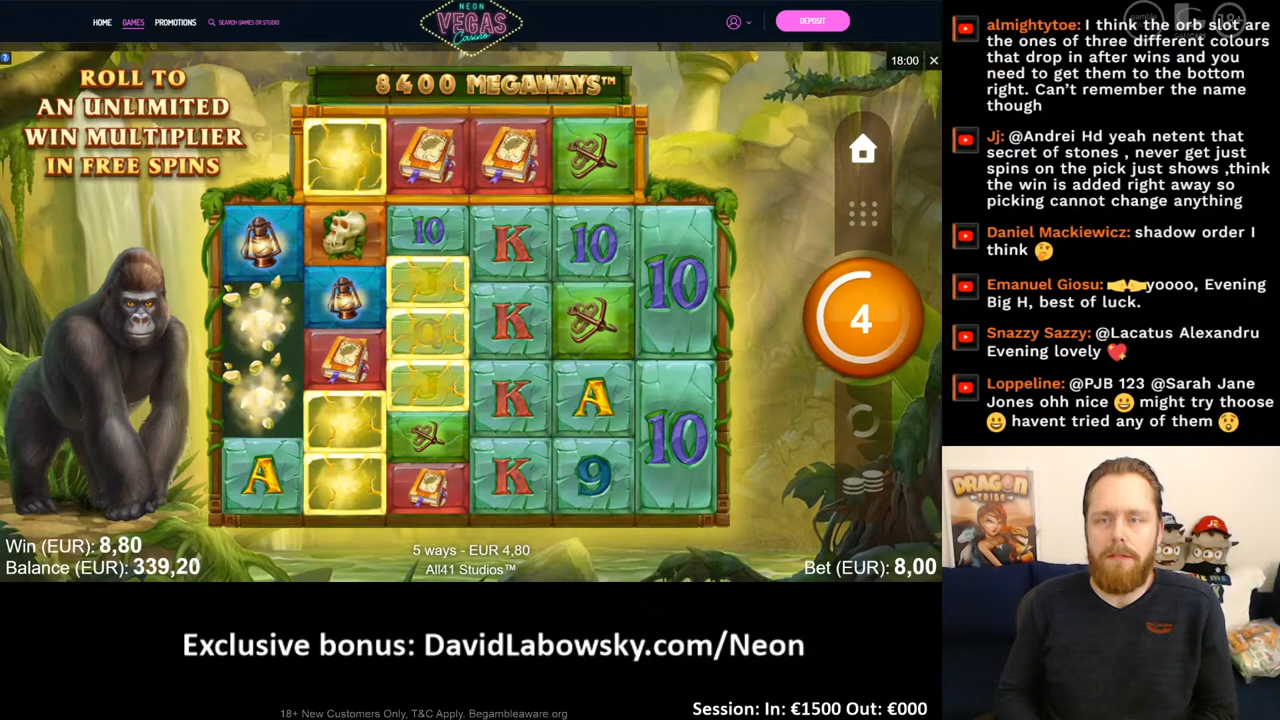 HOME GAMES PROMOTIONS SEARCH GAMES OR STUDIO
NEON
VEGAS
Casino
DEPOSIT
18:00
ROLL TO
AN UNLIMITED
WIN MULTIPLIER
IN FREE SPINS
8400 MEGAWAYS™
10 K 10 10
J K
K A 10
A K 9
4
Win (EUR): 8,80
Balance (EUR): 339,20
5 ways - EUR 4,80
All41 Studios™
Bet (EUR): 8,00
Exclusive bonus: DavidLabowsky.com/Neon
18+ New Customers Only, T&C Apply. Begambleaware.org
Session: In: €1500 Out: €000
almightytoe: I think the orb slot are
the ones of three different colours
that drop in after wins and you
need to get them to the bottom
right. Can't remember the name
though
Jj: @Andrei Hd yeah netent that
secret of stones , never get just
spins on the pick just shows ,think
the win is added right away so
picking cannot change anything
Daniel Mackiewicz: shadow order I
think 🤔
Emanuel Giosu: yoooo, Evening
Big H, best of luck.
Snazzy Sazzy: @Lacatus Alexandru
Evening lovely 💖
Loppeline: @PJB 123 @Sarah Jane
Jones ohh nice 😀 might try thoose
😀 havent tried any of them 😲
DRAGON